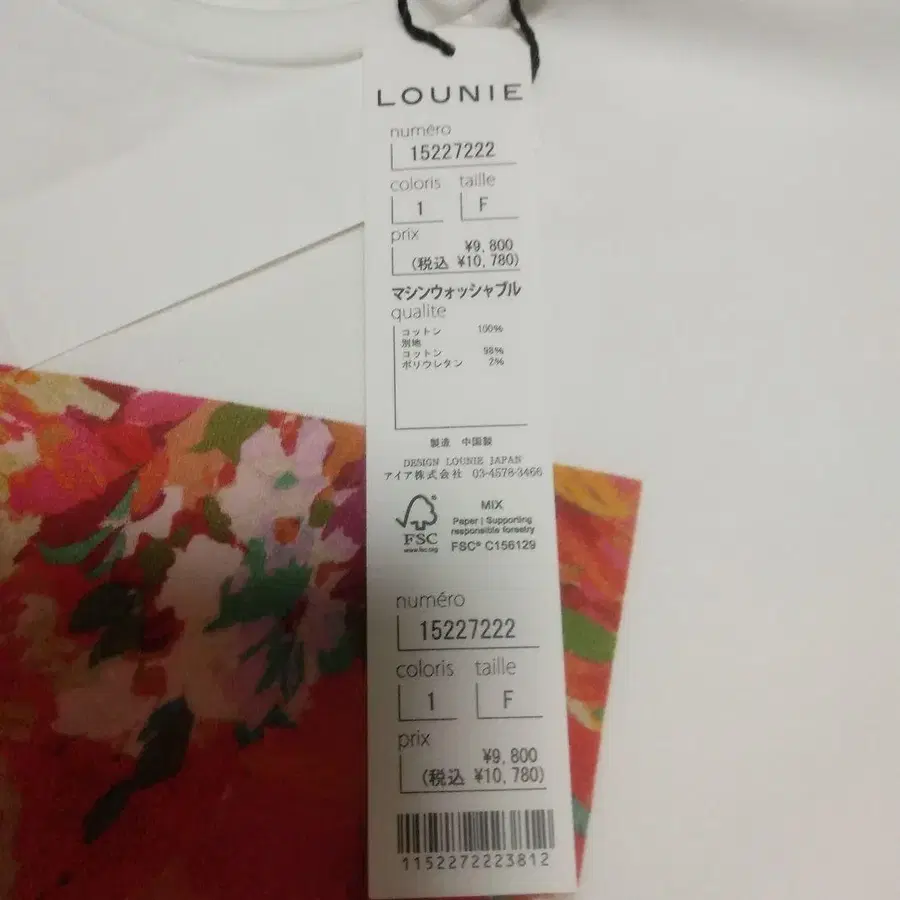 LOUNIE
numéro
15227222
coloris taille
1 F
prix
¥9,800
(税込 ¥10,780)
マシンウォッシャブル
qualite
コットン 100%
別地
コットン 98%
ポリウレタン 2%
製造 中国製
DESIGN LOUNIE JAPAN
アイア株式会社 03-4578-3466
FSC®
www.fsc.org
MIX
Paper | Supporting
responsible forestry
FSC® C156129
numéro
15227222
coloris taille
1 F
prix
¥9,800
(税込 ¥10,780)
1152272223812